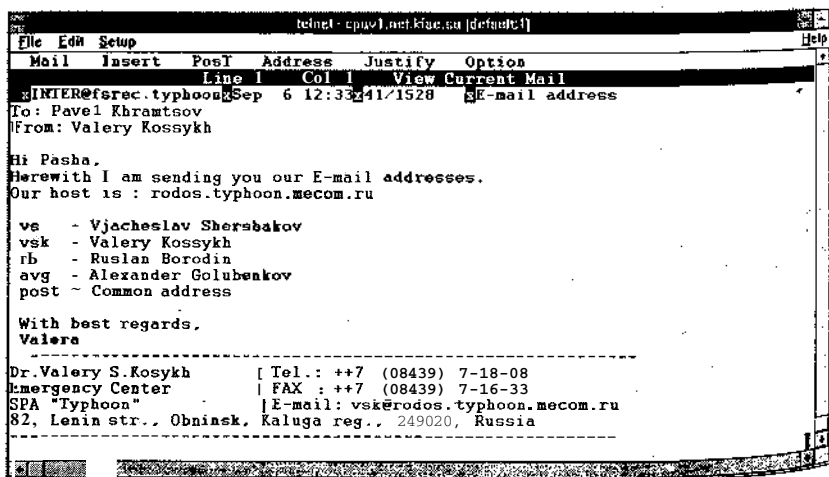 telnet - cpuv1.net.kiae.su [default:1]
File Edit Setup Help
Mail Insert PosT Address Justify Option
Line 1 Col 1 View Current Mail
INTER@fsrec.typhoon Sep 6 12:33 41/1528 E-mail address
To: Pavel Khramtsov
From: Valery Kossykh
Hi Pasha,
Herewith I am sending you our E-mail addresses.
Our host is : rodos.typhoon.mecom.ru
vs - Vjacheslav Shershakov
vsk - Valery Kossykh
rb - Ruslan Borodin
avg - Alexander Golubenkov
post ~ Common address
With best regards,
Valera
Dr.Valery S.Kosykh [ Tel.: ++7 (08439) 7-18-08
Emergency Center | FAX : ++7 (08439) 7-16-33
SPA "Typhoon" | E-mail: vsk@rodos.typhoon.mecom.ru
82, Lenin str., Obninsk, Kaluga reg., 249020, Russia